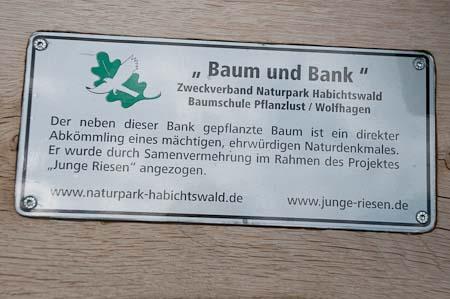 „ Baum und Bank “
Zweckverband Naturpark Habichtswald
Baumschule Pflanzlust / Wolfhagen
Der neben dieser Bank gepflanzte Baum ist ein direkter
Abkömmling eines mächtigen, ehrwürdigen Naturdenkmales.
Er wurde durch Samenvermehrung im Rahmen des Projektes
„Junge Riesen“ angezogen.
www.naturpark-habichtswald.de www.junge-riesen.de